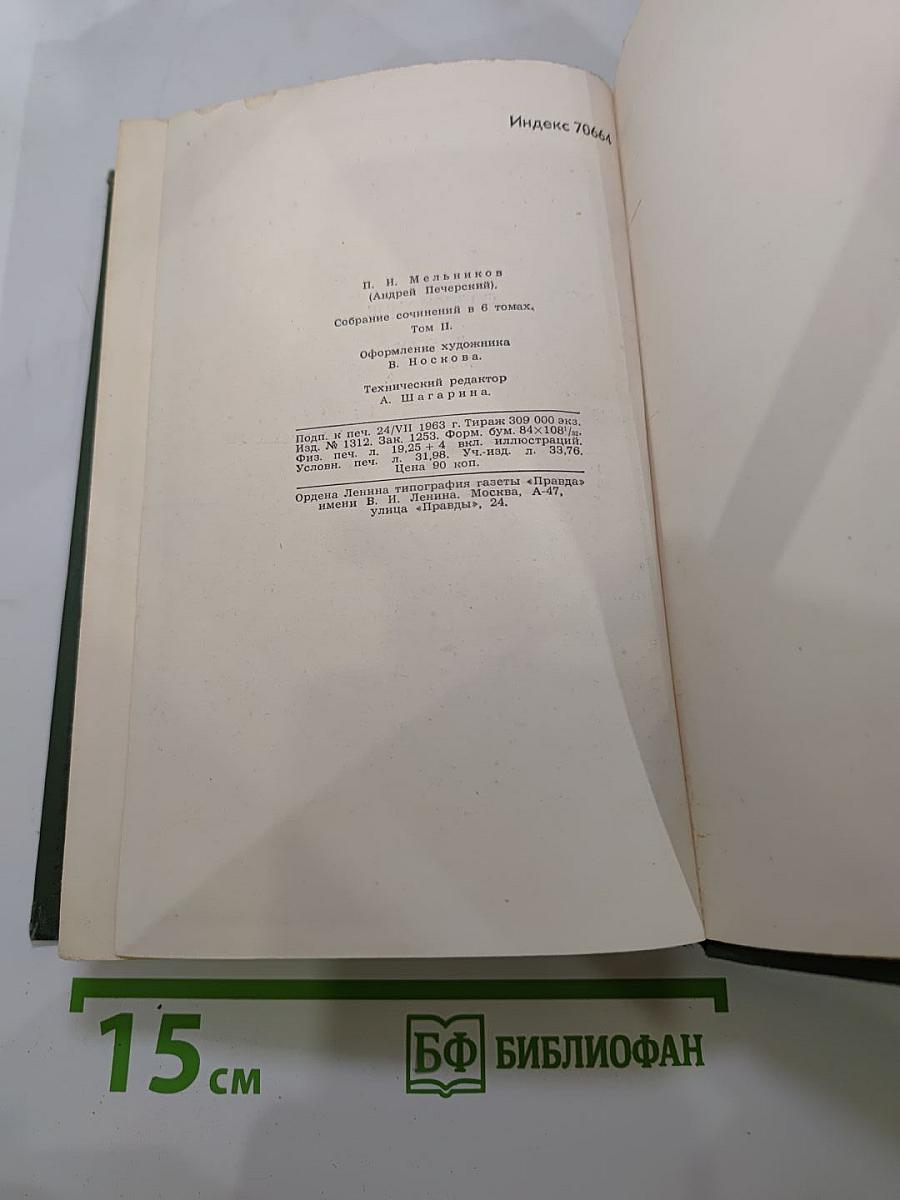 Индекс 70664
П. И. Мельников
(Андрей Печерский).
Собрание сочинений в 6 томах.
Том II.
Оформление художника
В. Носкова.
Технический редактор
А. Шагарина.
Подп. к печ. 24/VII 1963 г. Тираж 309 000 экз.
Изд. № 1312. Зак. 1253. Форм. бум. 84×108¹/₃₂.
Физ. печ. л. 19,25 + 4 вкл. иллюстраций.
Условн. печ. л. 31,98. Уч.-изд. л. 33,76.
Цена 90 коп.
Ордена Ленина типография газеты «Правда»
имени В. И. Ленина. Москва, А-47,
улица «Правды», 24.
15 см
БФ БИБЛИОФАН